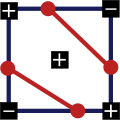 + −
+
− +